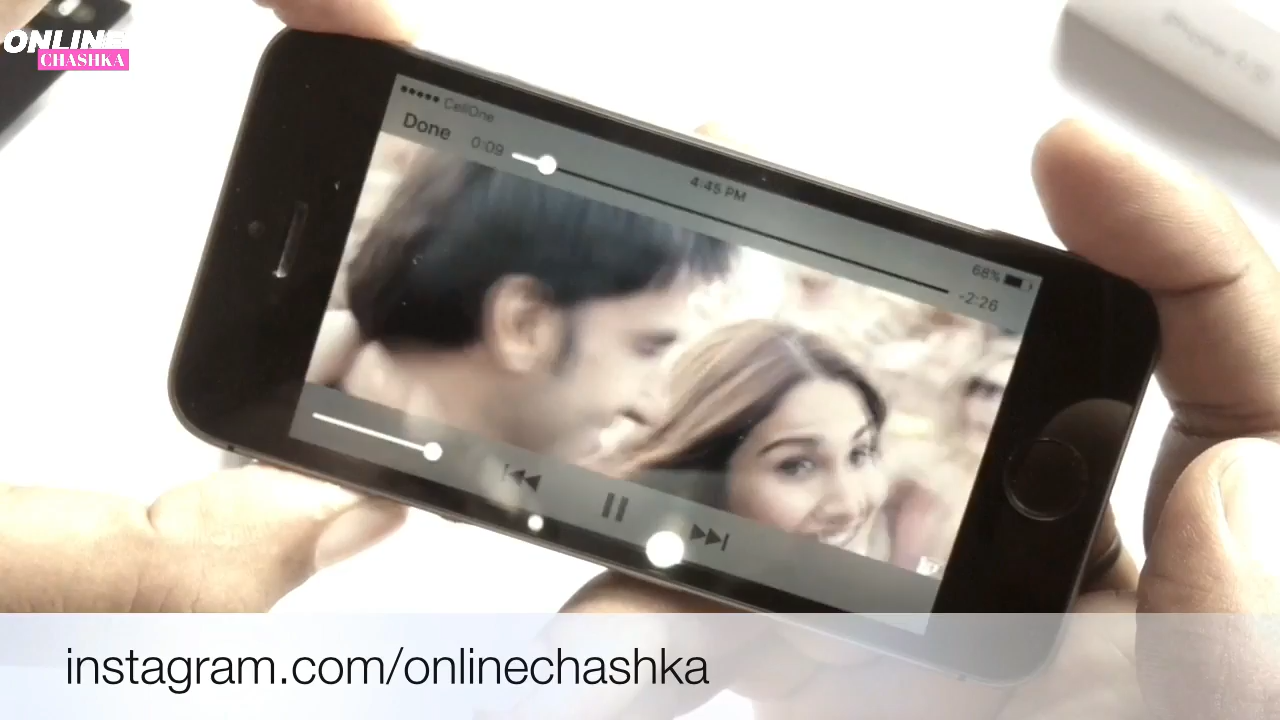 ONLINE
CHASHKA
CellOne
Done
0:09
4:45 PM
68%
-2:26
instagram.com/onlinechashka